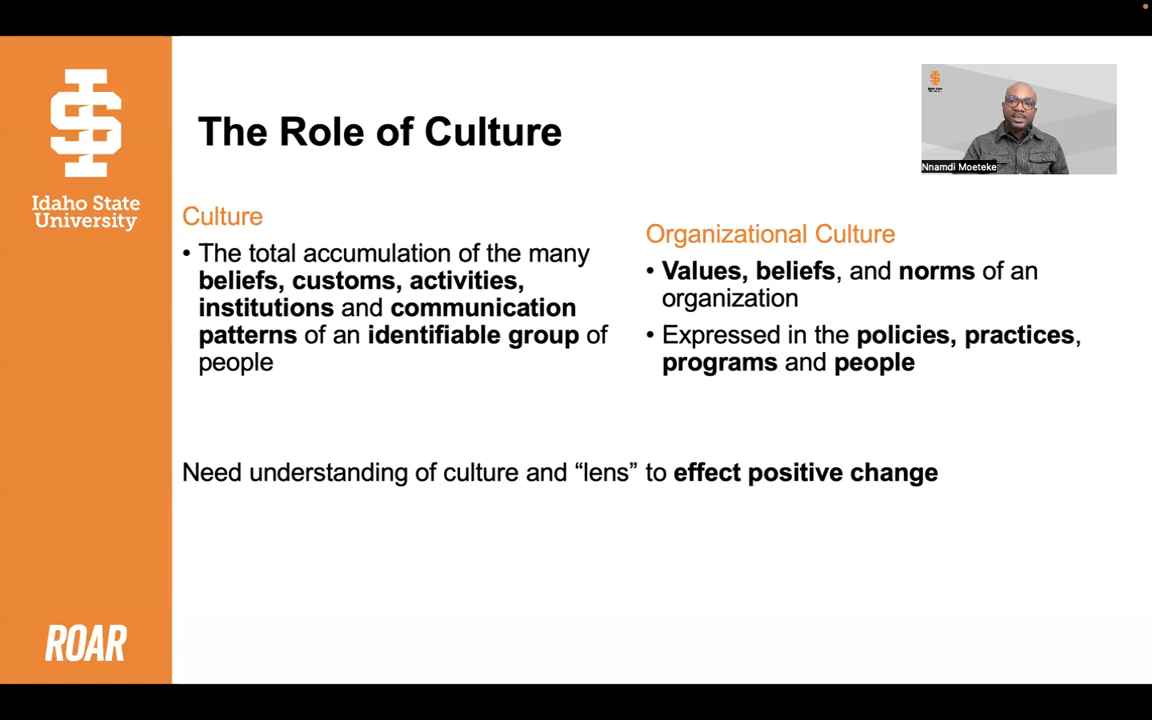 Idaho State
University
The Role of Culture
Nnamdi Moeteke
Culture
• The total accumulation of the many
beliefs, customs, activities,
institutions and communication
patterns of an identifiable group of
people
Organizational Culture
• Values, beliefs, and norms of an
organization
• Expressed in the policies, practices,
programs and people
Need understanding of culture and “lens” to effect positive change
ROAR